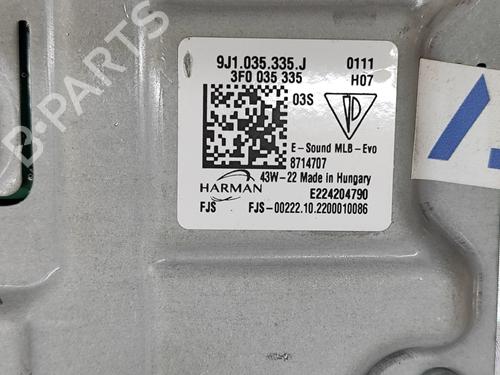 9J1.035.335.J 0111
3F0 035 335 H07
03S
E-Sound MLB-Evo
8714707
43W-22 Made in Hungary
HARMAN
E224204790
FJS FJS-00222.10.2200010086
B-PARTS